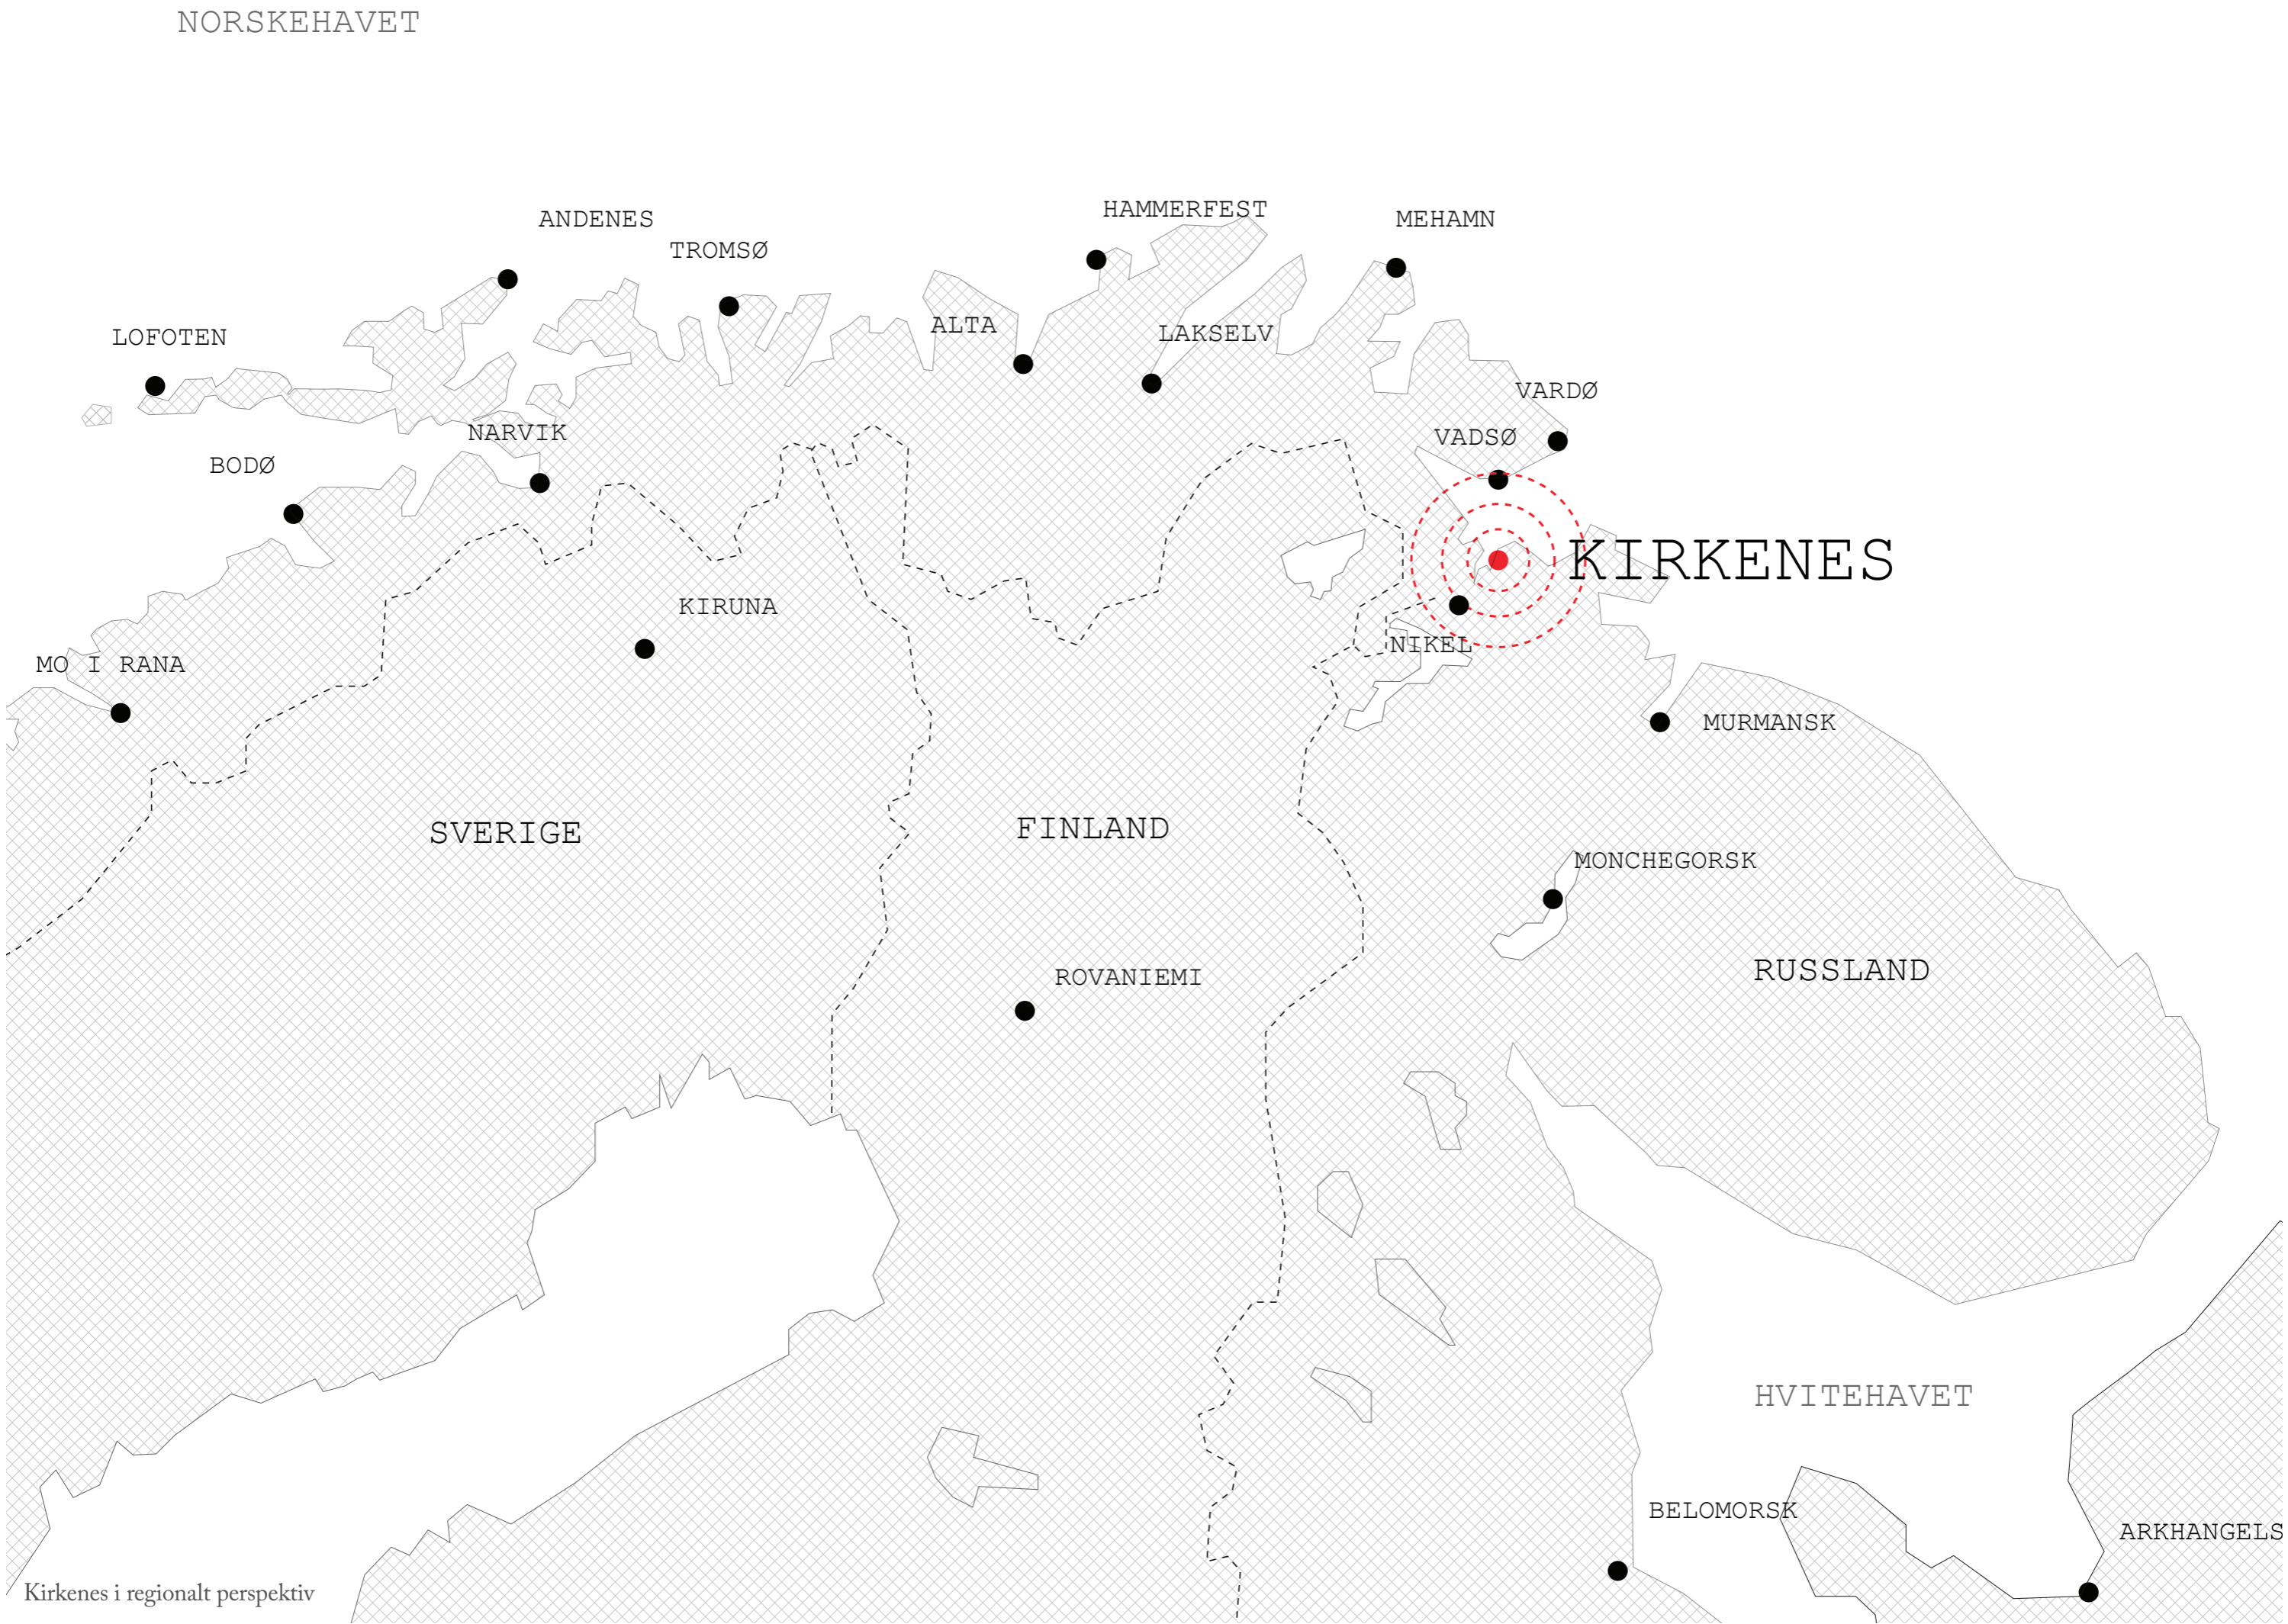 NORSKEHAVET
HAMMERFEST
ANDENES
MEHAMN
TROMSØ
ALTA
LAKSELV
LOFOTEN
VARDØ
NARVIK
VADSØ
BODØ
KIRKENES
KIRUNA
NIKEL
MO I RANA
MURMANSK
SVERIGE
FINLAND
MONCHEGORSK
RUSSLAND
ROVANIEMI
HVITEHAVET
BELOMORSK
ARKHANGELS
Kirkenes i regionalt perspektiv